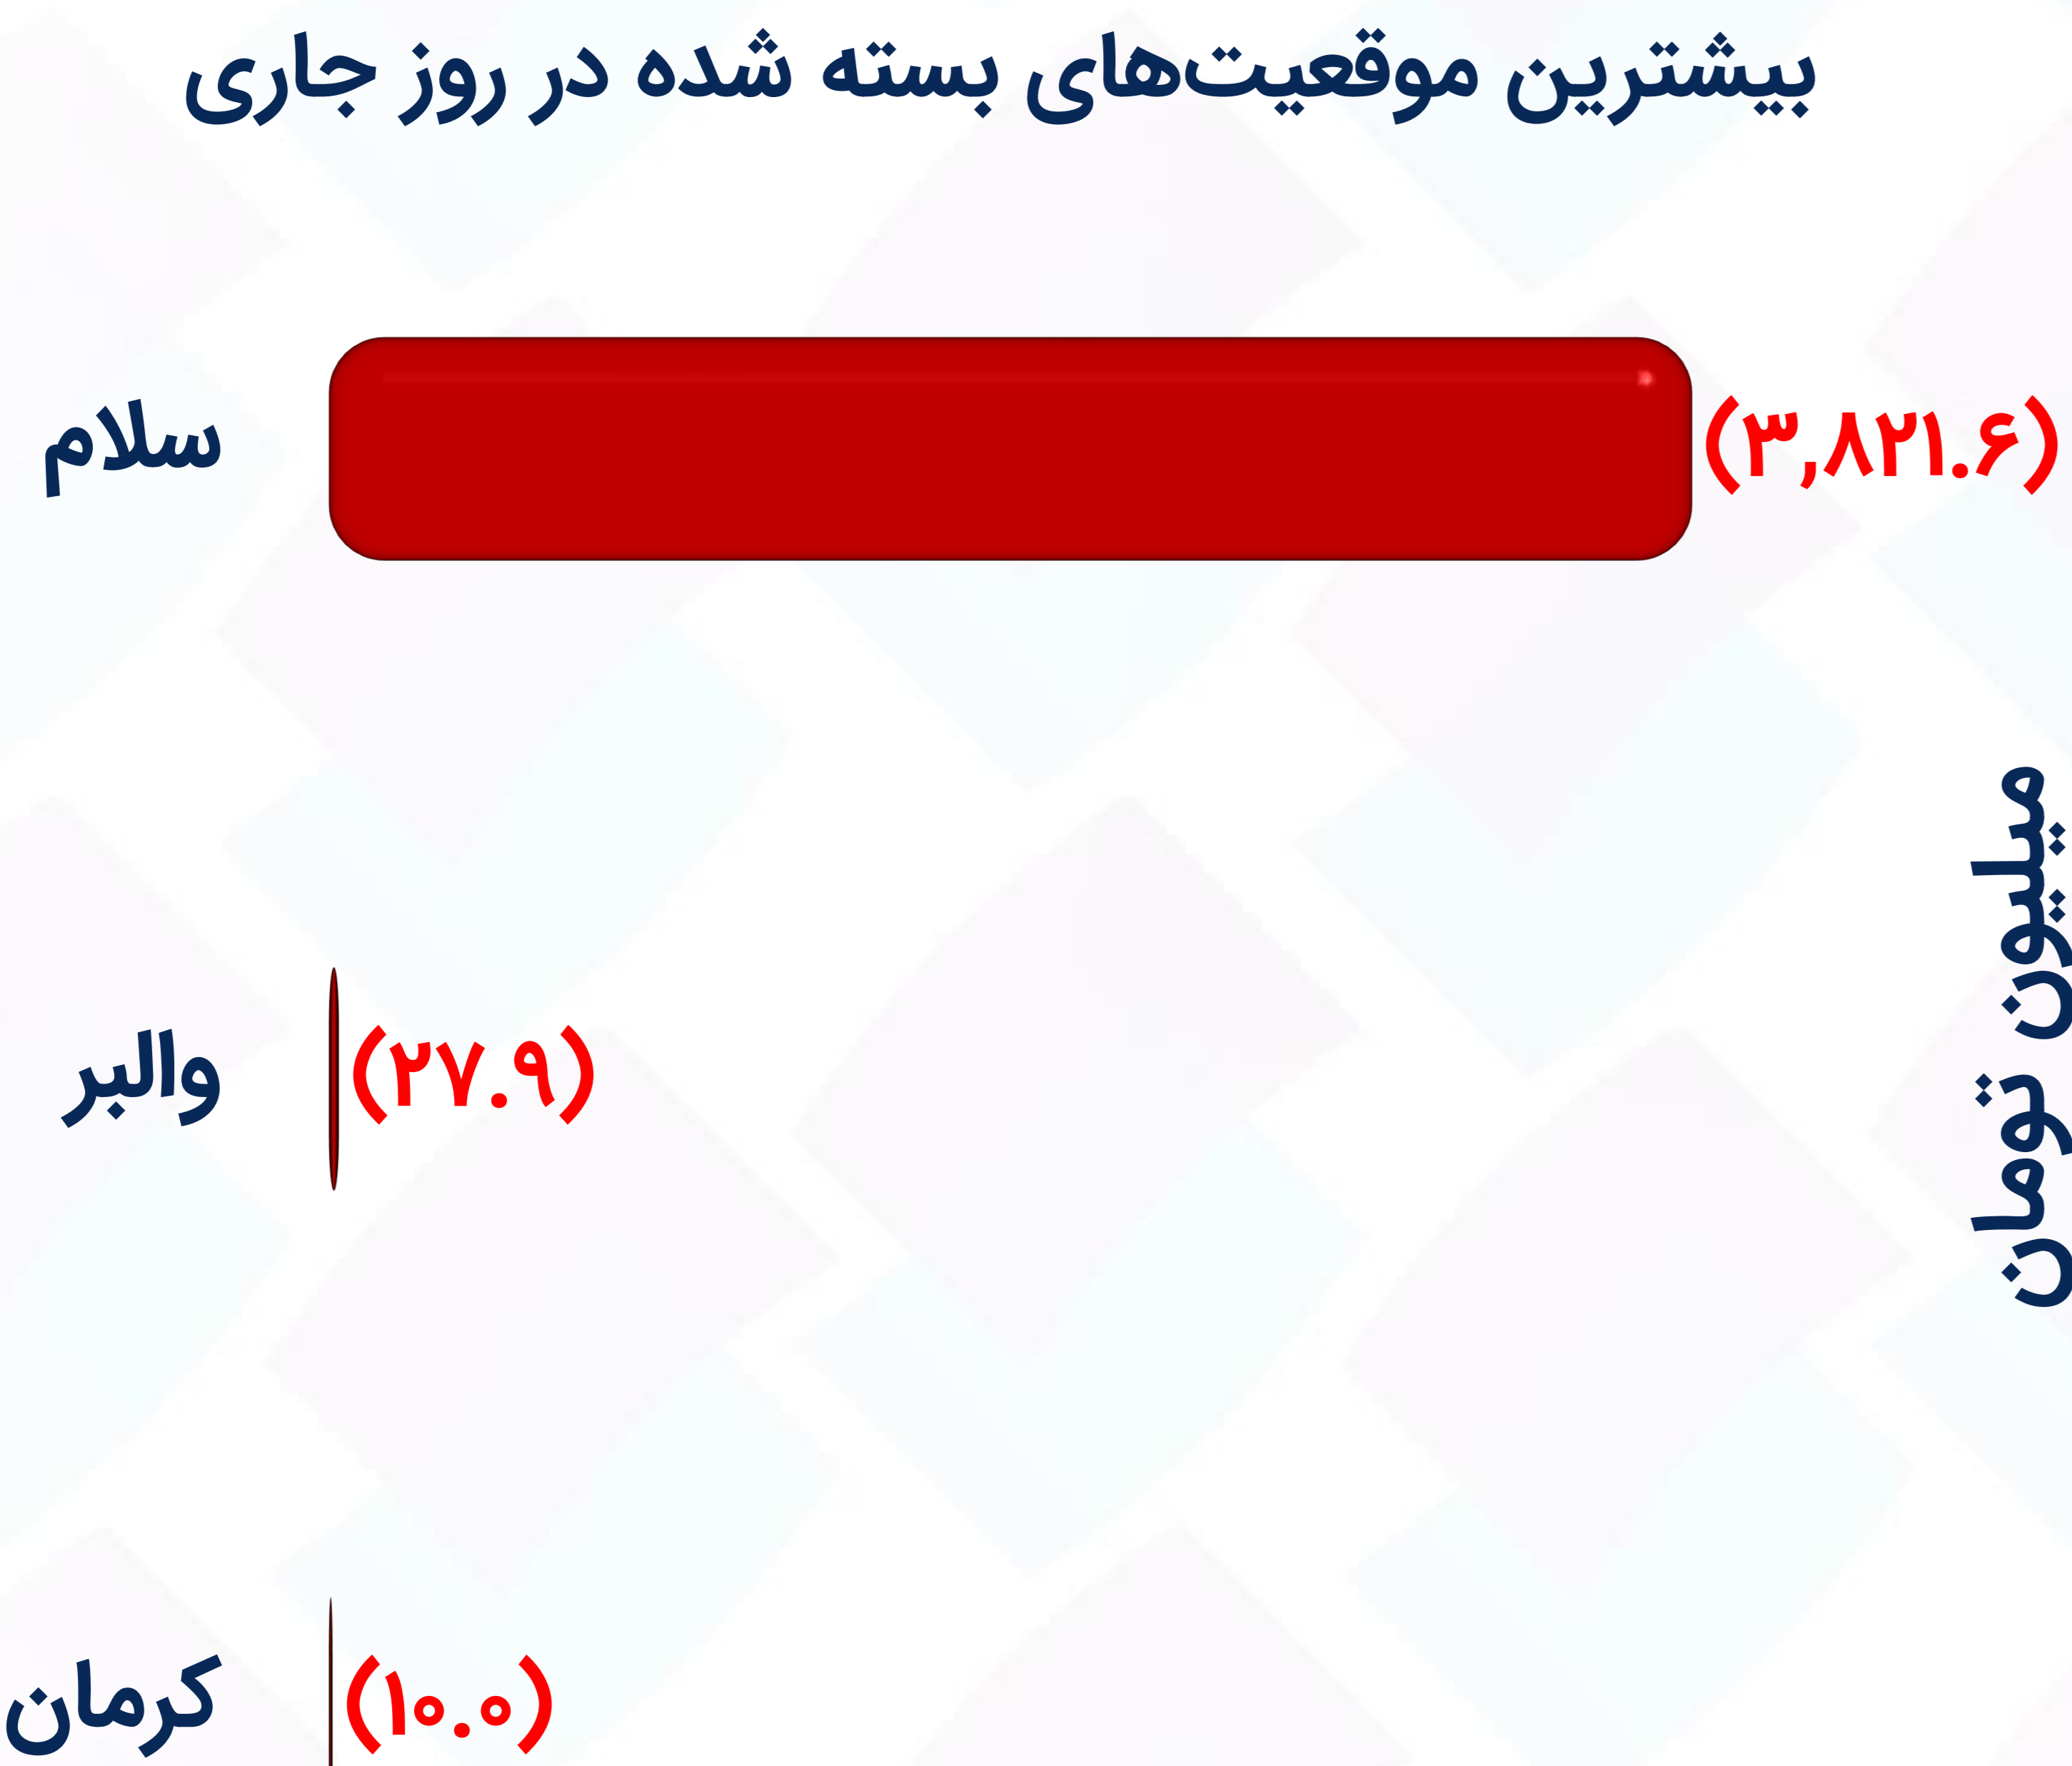 بیشترین موقعیت‌های بسته شده در روز جاری
سلام
(۳,۸۲۱.۶)
والبر
(۲۷.۹)
کرمان
(۱۰.۰)
میلیون تومان